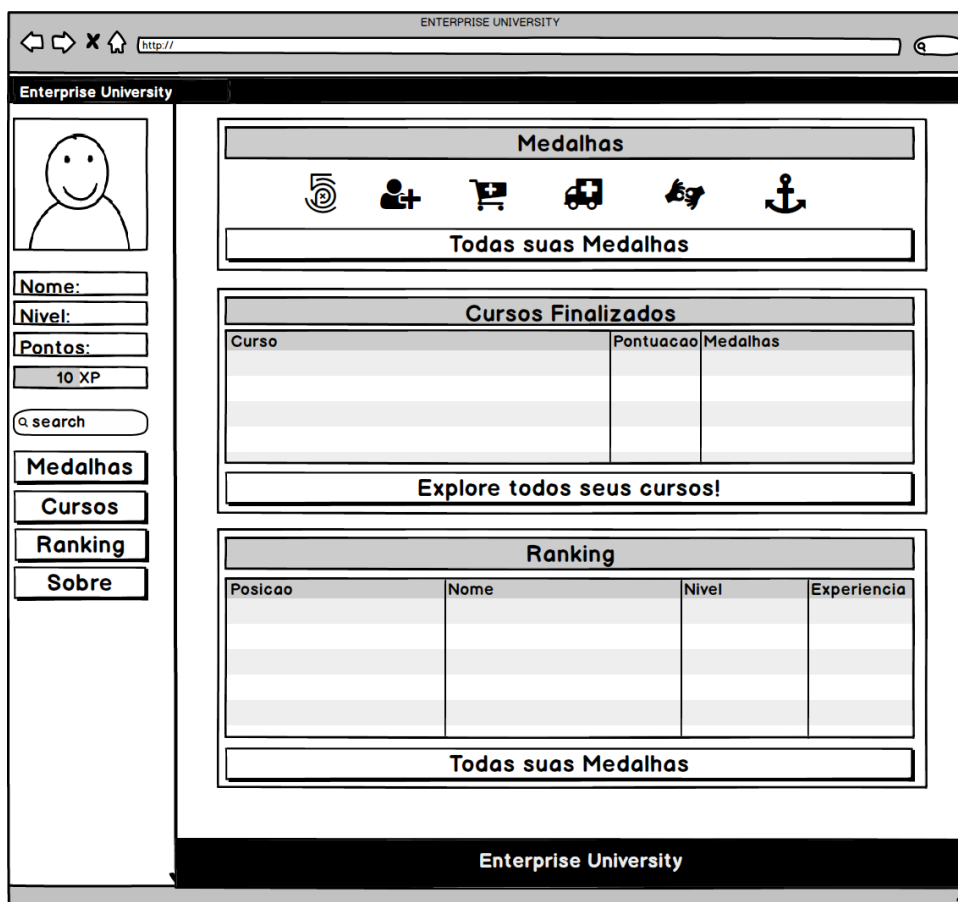 ENTERPRISE UNIVERSITY
http://
Enterprise University
Nome:
Nivel:
Pontos:
10 XP
search
Medalhas
Cursos
Ranking
Sobre
Medalhas
5
Todas suas Medalhas
Cursos Finalizados
Curso Pontuacao Medalhas
Explore todos seus cursos!
Ranking
Posicao Nome Nivel Experiencia
Todas suas Medalhas
Enterprise University